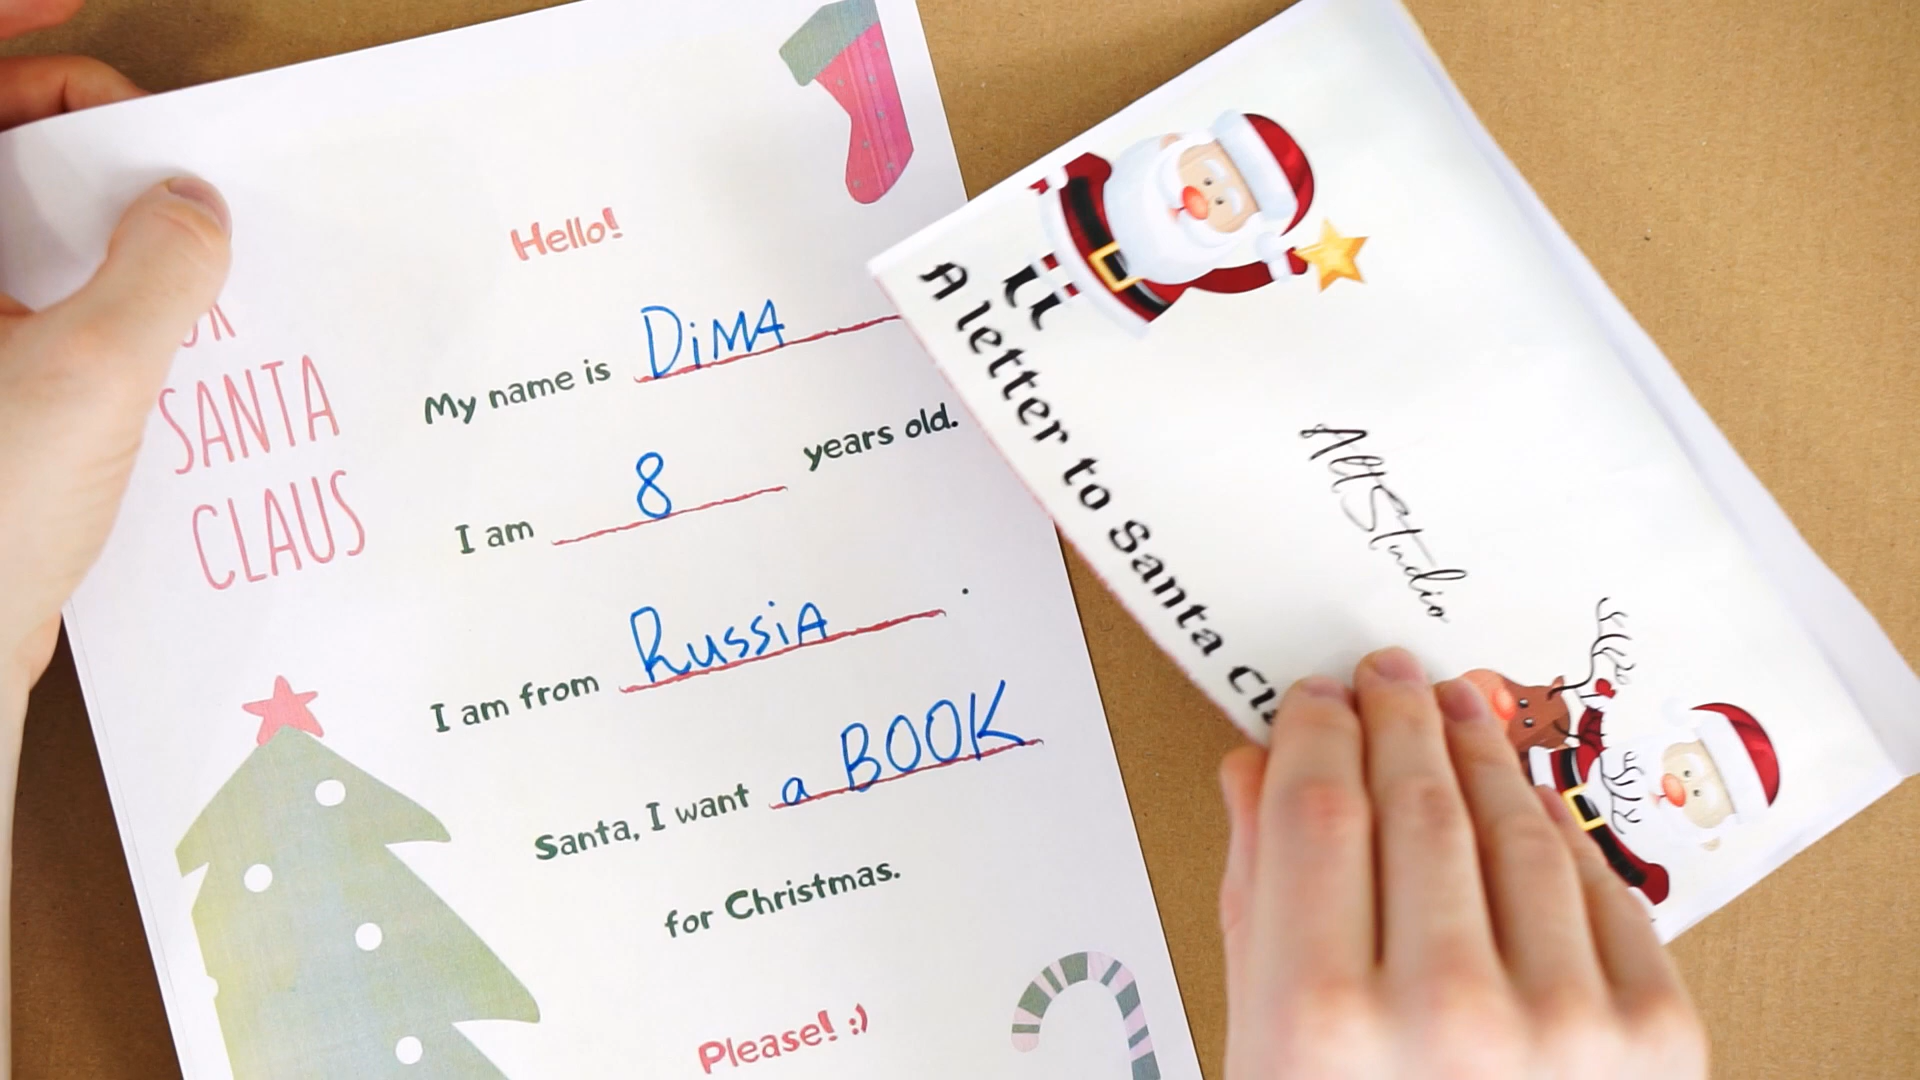 SANTA
CLAUS
Hello!
My name is DiMA
I am 8 years old.
I am from RussiA .
Santa, I want a BOOK
for Christmas.
Please! :)
A letter to Santa
AltStudio